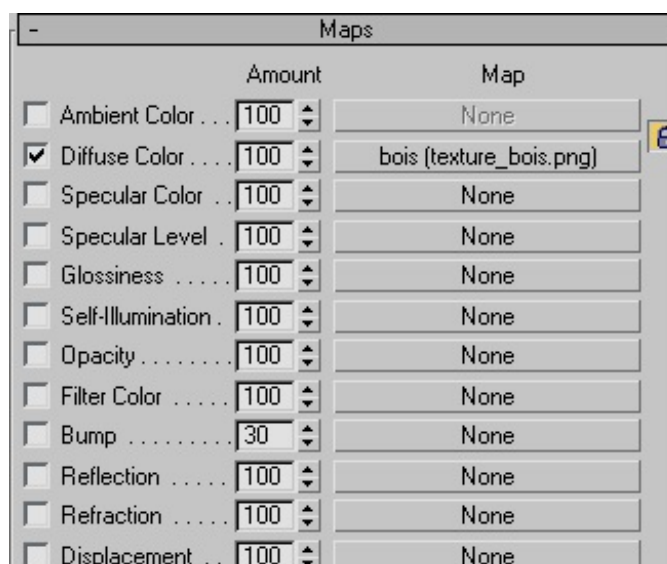 - Maps
Amount Map
Ambient Color . . . 100 None
Diffuse Color . . . . 100 bois (texture_bois.png)
Specular Color . . 100 None
Specular Level . 100 None
Glossiness . . . . . 100 None
Self-Illumination . 100 None
Opacity . . . . . . . . 100 None
Filter Color . . . . . 100 None
Bump . . . . . . . . . 30 None
Reflection . . . . . 100 None
Refraction . . . . . 100 None
Displacement . . 100 None